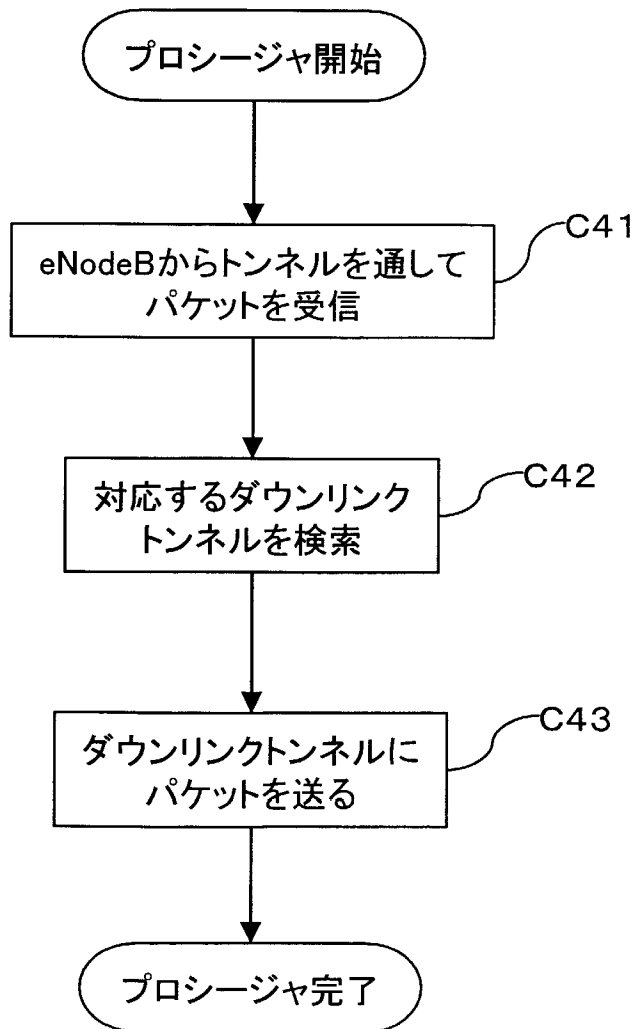 プロシージャ開始
C41
eNodeBからトンネルを通して
パケットを受信
C42
対応するダウンリンク
トンネルを検索
C43
ダウンリンクトンネルに
パケットを送る
プロシージャ完了